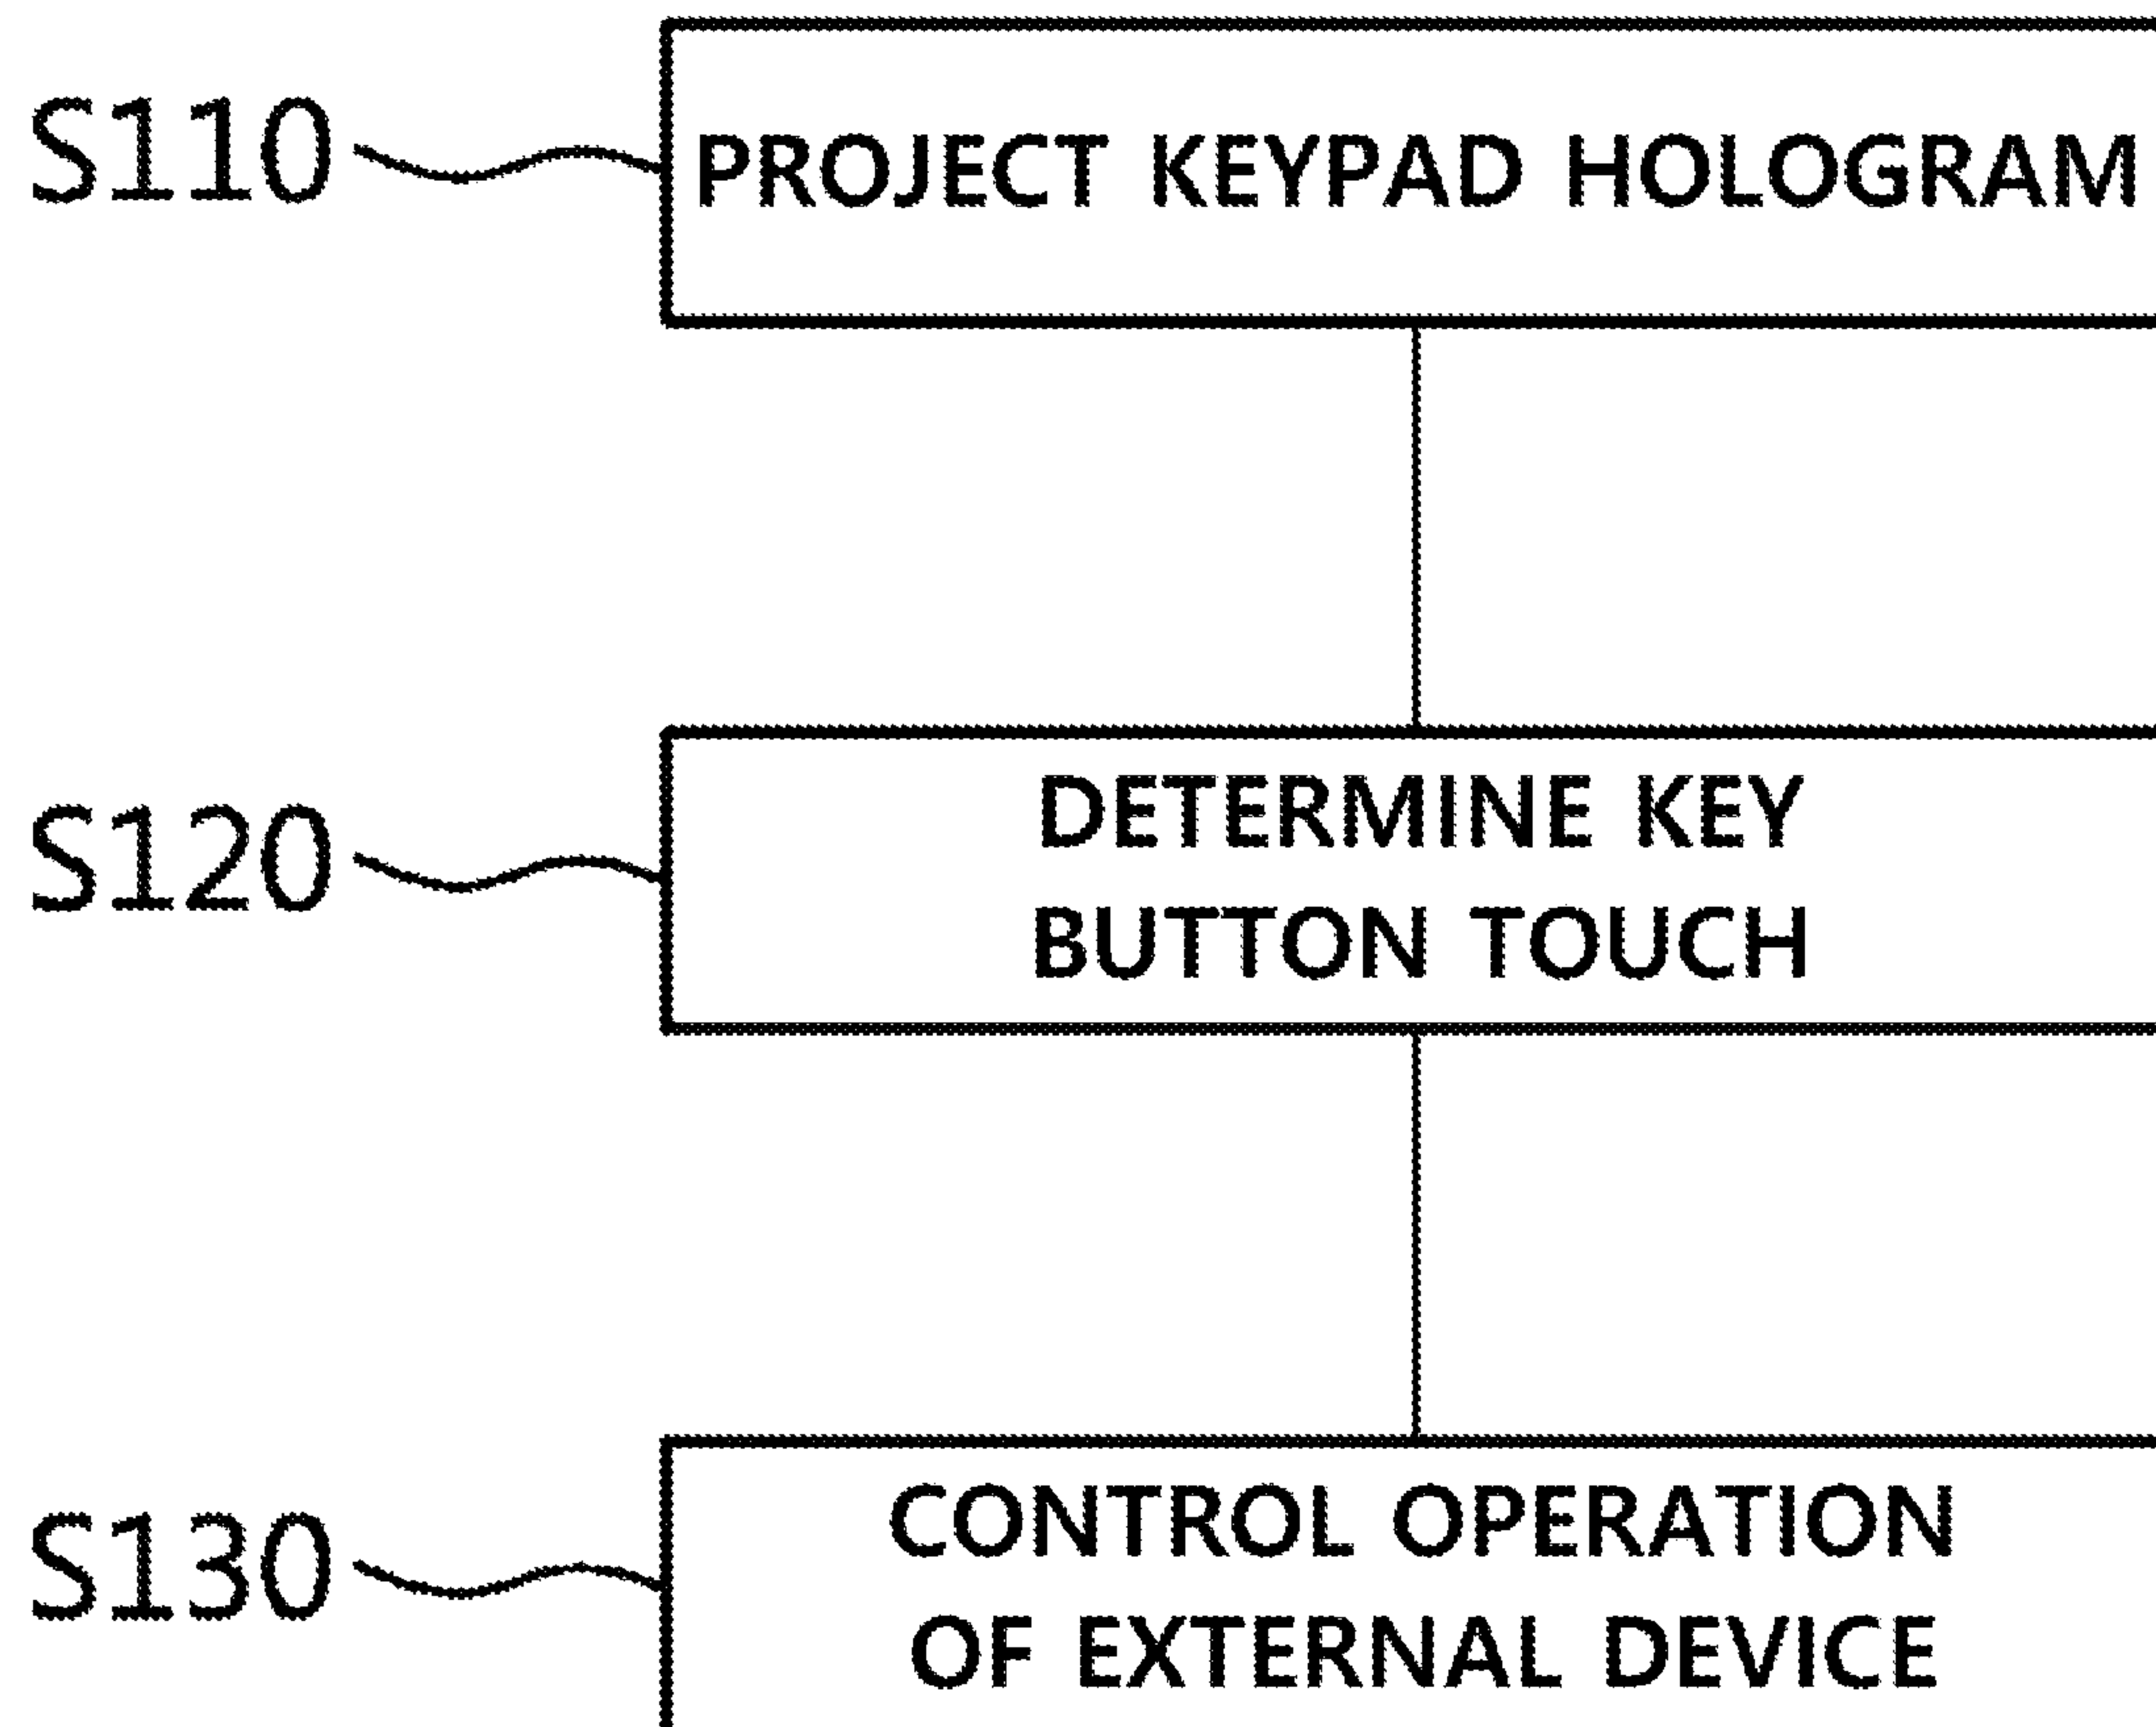 S110
PROJECT KEYPAD HOLOGRAM
S120
DETERMINE KEY
BUTTON TOUCH
S130
CONTROL OPERATION
OF EXTERNAL DEVICE